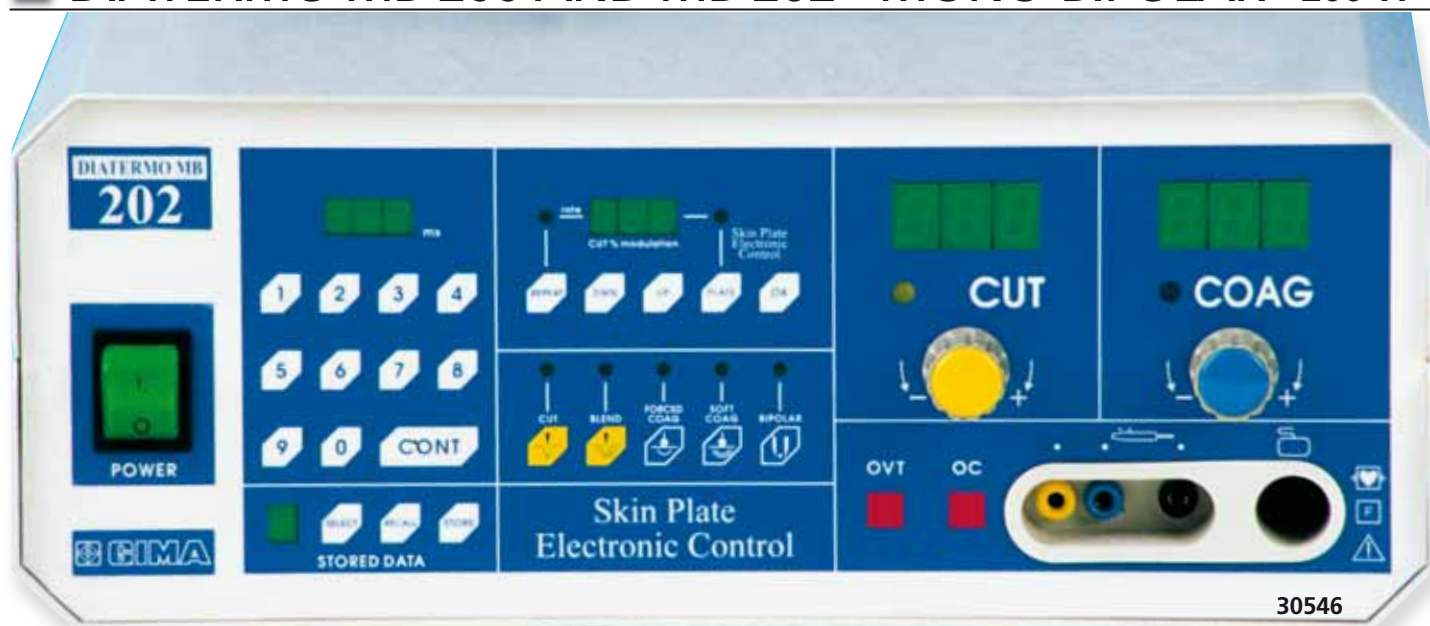 DIATERMO MB
202
POWER
GIMA
ms
1 2 3 4
5 6 7 8
9 0 CONT
SELECT RECALL STORE
STORED DATA
rate
CUT % modulation
Skin Plate
Electronic
Control
REPEAT DOWN UP PLATE OK
CUT BLEND FORCED COAG SOFT COAG BIPOLAR
Skin Plate
Electronic Control
CUT
- +
COAG
- +
OVT OC
F
30546